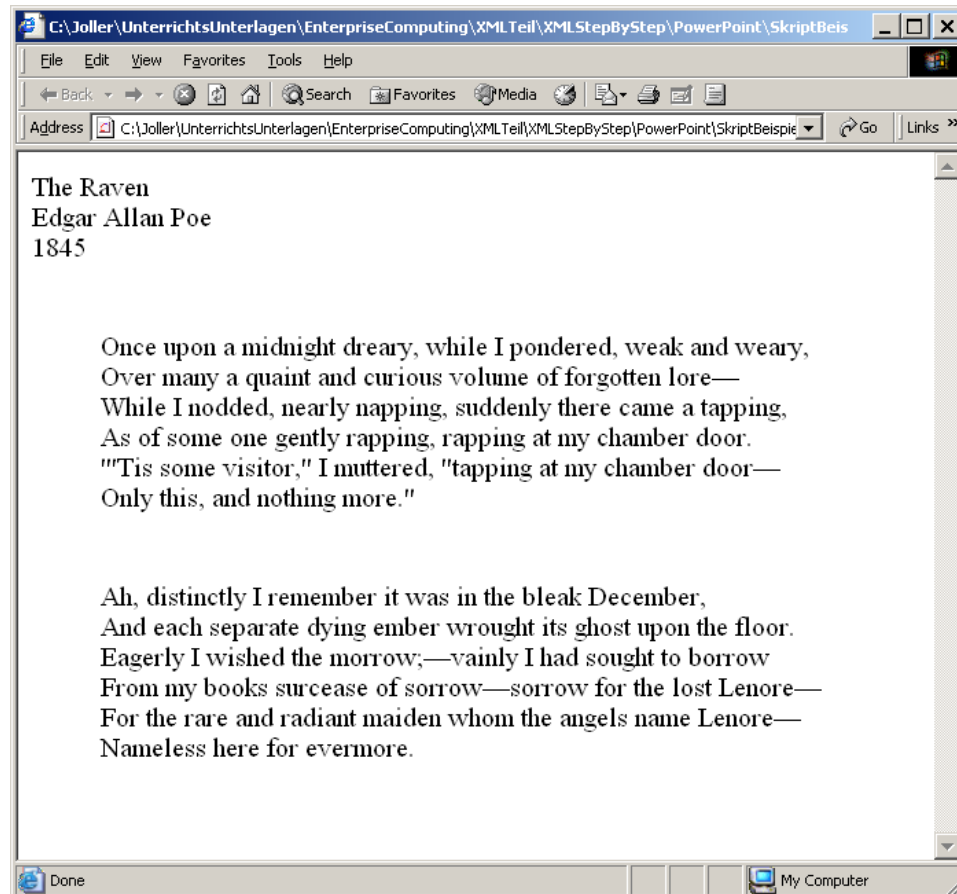 C:\Joller\UnterrichtsUnterlagen\EnterpriseComputing\XMLTeil\XMLStepByStep\PowerPoint\SkriptBeis
File Edit View Favorites Tools Help
Back Search Favorites Media
Address C:\Joller\UnterrichtsUnterlagen\EnterpriseComputing\XMLTeil\XMLStepByStep\PowerPoint\SkriptBeispie Go Links »
The Raven
Edgar Allan Poe
1845
Once upon a midnight dreary, while I pondered, weak and weary,
Over many a quaint and curious volume of forgotten lore—
While I nodded, nearly napping, suddenly there came a tapping,
As of some one gently rapping, rapping at my chamber door.
"'Tis some visitor," I muttered, "tapping at my chamber door—
Only this, and nothing more."
Ah, distinctly I remember it was in the bleak December,
And each separate dying ember wrought its ghost upon the floor.
Eagerly I wished the morrow;—vainly I had sought to borrow
From my books surcease of sorrow—sorrow for the lost Lenore—
For the rare and radiant maiden whom the angels name Lenore—
Nameless here for evermore.
Done My Computer